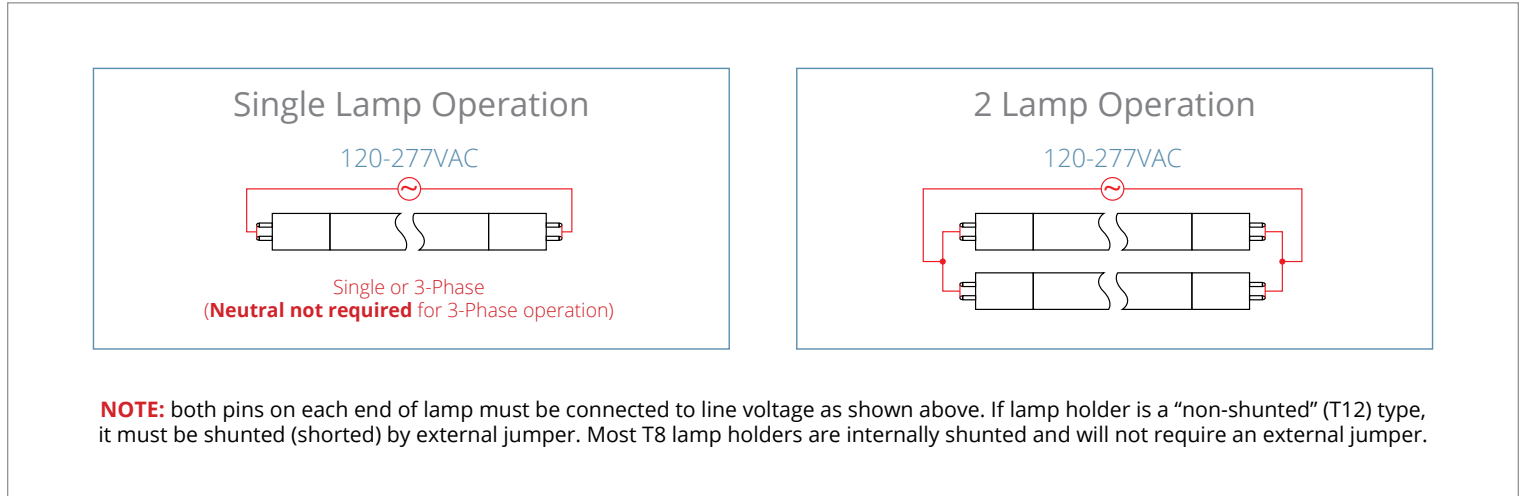 Single Lamp Operation
120-277VAC
Single or 3-Phase
(Neutral not required for 3-Phase operation)
2 Lamp Operation
120-277VAC
NOTE: both pins on each end of lamp must be connected to line voltage as shown above. If lamp holder is a “non-shunted” (T12) type,
it must be shunted (shorted) by external jumper. Most T8 lamp holders are internally shunted and will not require an external jumper.